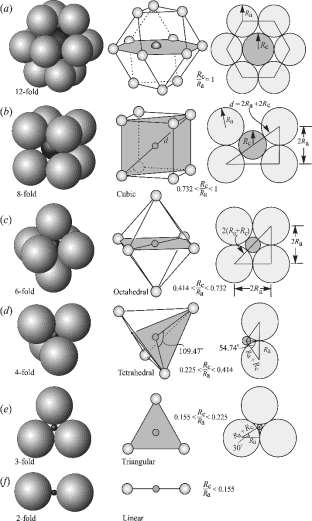 (a)
R_a
R_c
R_c/R_a = 1
12-fold
(b)
d = 2R_a + 2R_c
R_a
R_c
2R_a
d
8-fold
Cubic
0.732 < R_c/R_a < 1
(c)
2(R_a+R_c)
2R_a
2R_a
6-fold
Octahedral
0.414 < R_c/R_a < 0.732
(d)
109.47°
54.74°
R_a
4-fold
Tetrahedral
0.225 < R_c/R_a < 0.414
(e)
0.155 < R_c/R_a < 0.225
30°
3-fold
Triangular
(f)
R_c/R_a < 0.155
2-fold
Linear